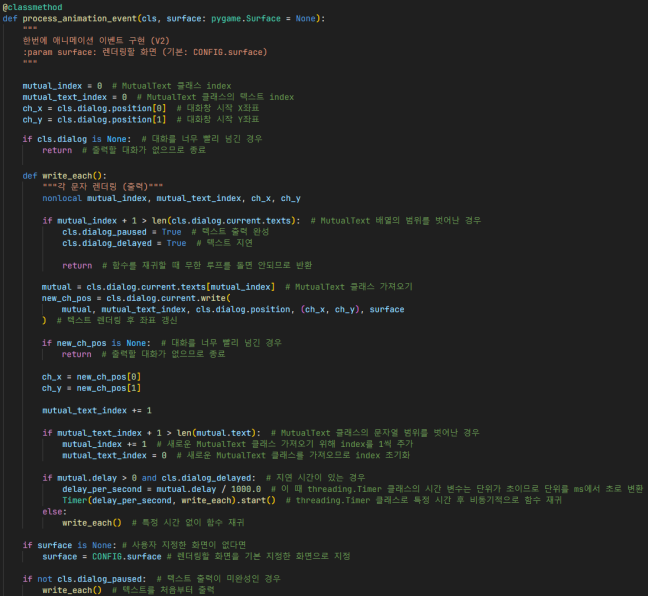 @classmethod
def process_animation_event(cls, surface: pygame.Surface = None):
"""
한번에 애니메이션 이벤트 구현 (V2)
:param surface: 렌더링할 화면 (기본: CONFIG.surface)
"""
mutual_index = 0  # MutualText 클래스 index
mutual_text_index = 0  # MutualText 클래스의 텍스트 index
ch_x = cls.dialog.position[0]  # 대화창 시작 X좌표
ch_y = cls.dialog.position[1]  # 대화창 시작 Y좌표
if cls.dialog is None:  # 대화를 너무 빨리 넘긴 경우
return  # 출력할 대화가 없으므로 종료
def write_each():
"""각 문자 렌더링 (출력)"""
nonlocal mutual_index, mutual_text_index, ch_x, ch_y
if mutual_index + 1 > len(cls.dialog.current.texts):  # MutualText 배열의 범위를 벗어난 경우
cls.dialog_paused = True  # 텍스트 출력 완성
cls.dialog_delayed = True  # 텍스트 지연
return  # 함수를 재귀할 때 무한 루프를 돌면 안되므로 반환
mutual = cls.dialog.current.texts[mutual_index]  # MutualText 클래스 가져오기
new_ch_pos = cls.dialog.current.write(
mutual, mutual_text_index, cls.dialog.position, (ch_x, ch_y), surface
)  # 텍스트 렌더링 후 좌표 갱신
if new_ch_pos is None:  # 대화를 너무 빨리 넘긴 경우
return  # 출력할 대화가 없으므로 종료
ch_x = new_ch_pos[0]
ch_y = new_ch_pos[1]
mutual_text_index += 1
if mutual_text_index + 1 > len(mutual.text):  # MutualText 클래스의 문자열 범위를 벗어난 경우
mutual_index += 1  # 새로운 MutualText 클래스 가져오기 위해 index를 1씩 추가
mutual_text_index = 0  # 새로운 MutualText 클래스를 가져오므로 index 초기화
if mutual.delay > 0 and cls.dialog_delayed:  # 지연 시간이 있는 경우
delay_per_second = mutual.delay / 1000.0  # 이 때 threading.Timer 클래스의 시간 변수는 단위가 초이므로 단위를 ms에서 초로 변환
Timer(delay_per_second, write_each).start()  # threading.Timer 클래스로 특정 시간 후 비동기적으로 함수 재귀
else:
write_each()  # 특정 시간 없이 함수 재귀
if surface is None: # 사용자 지정한 화면이 없다면
surface = CONFIG.surface # 렌더링할 화면을 기본 지정한 화면으로 지정
if not cls.dialog_paused:  # 텍스트 출력이 미완성인 경우
write_each()  # 텍스트를 처음부터 출력